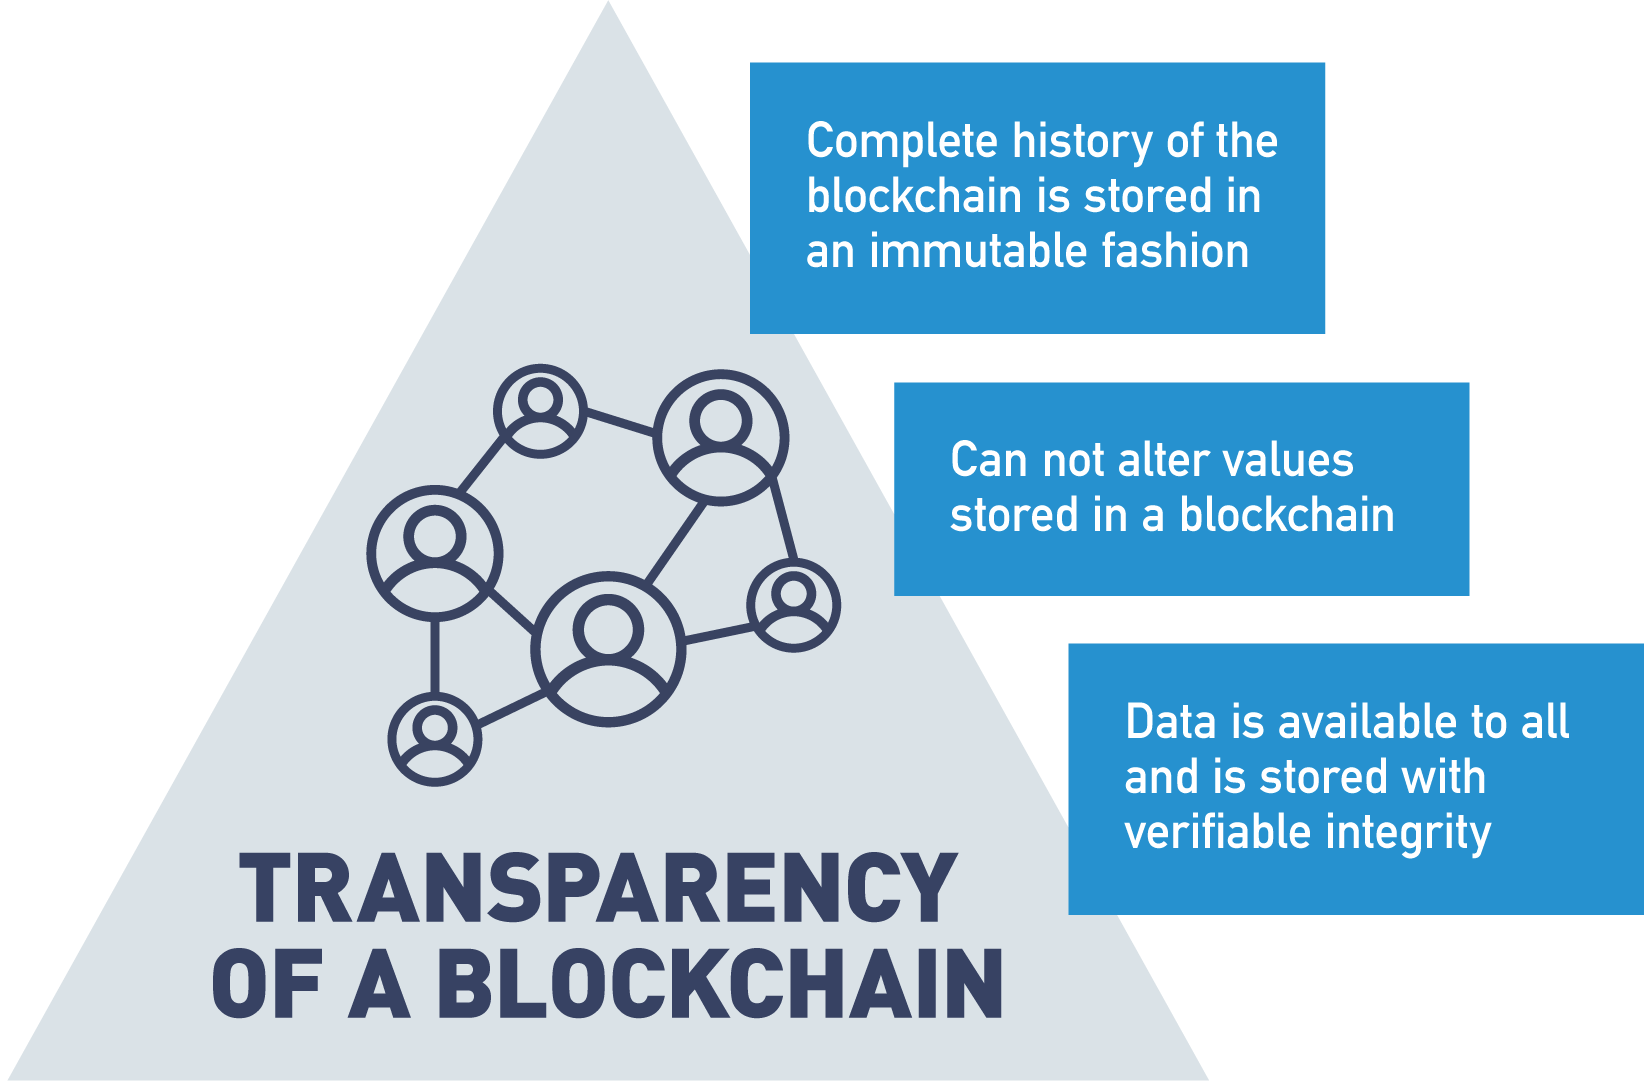 Complete history of the
blockchain is stored in
an immutable fashion
Can not alter values
stored in a blockchain
Data is available to all
and is stored with
verifiable integrity
TRANSPARENCY
OF A BLOCKCHAIN